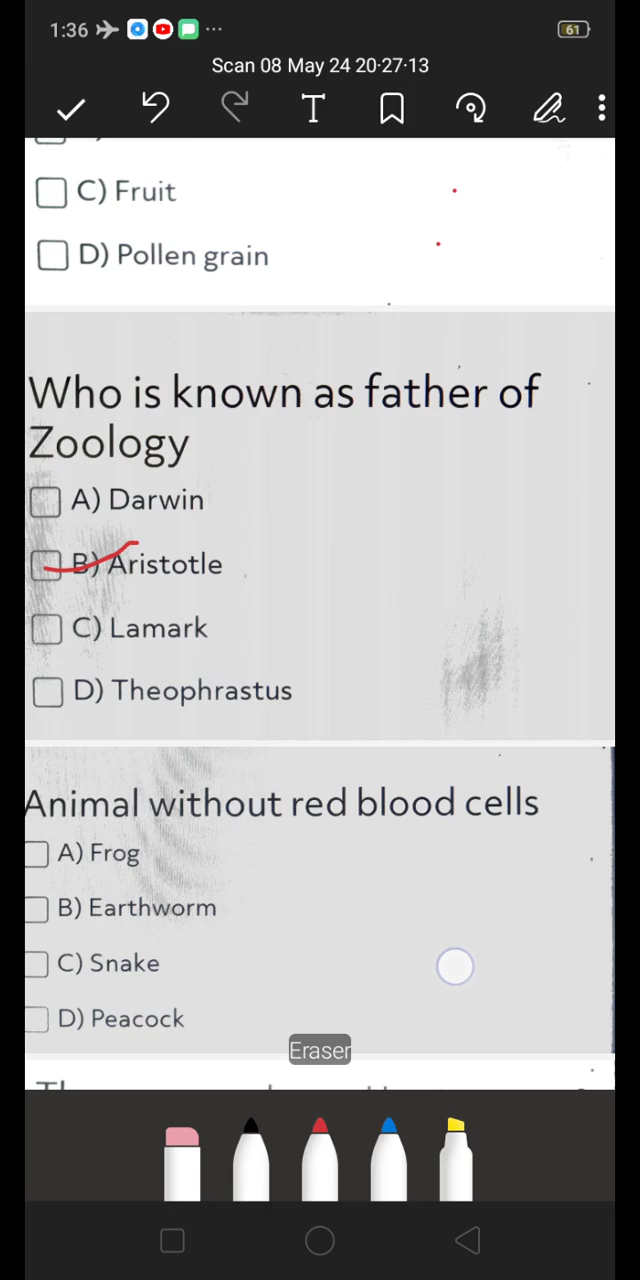 1:36
61
Scan 08 May 24 20·27·13
T
C) Fruit
D) Pollen grain
Who is known as father of
Zoology
A) Darwin
B) Aristotle
C) Lamark
D) Theophrastus
Animal without red blood cells
A) Frog
B) Earthworm
C) Snake
D) Peacock
Eraser